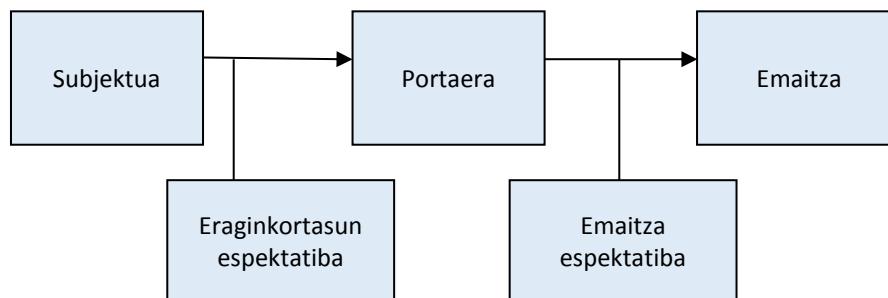 Subjektua
Portaera
Emaitza
Eraginkortasun
espektatiba
Emaitza
espektatiba